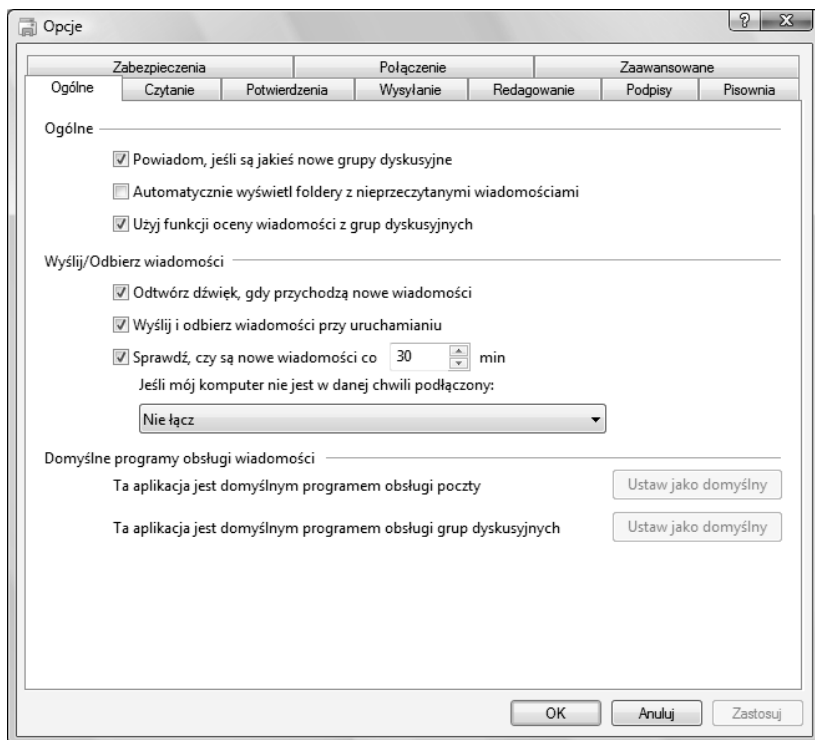 Opcje
Zabezpieczenia Połączenie Zaawansowane
Ogólne Czytanie Potwierdzenia Wysyłanie Redagowanie Podpisy Pisownia
Ogólne
Powiadom, jeśli są jakieś nowe grupy dyskusyjne
Automatycznie wyświetl foldery z nieprzeczytanymi wiadomościami
Użyj funkcji oceny wiadomości z grup dyskusyjnych
Wyślij/Odbierz wiadomości
Odtwórz dźwięk, gdy przychodzą nowe wiadomości
Wyślij i odbierz wiadomości przy uruchamianiu
Sprawdź, czy są nowe wiadomości co 30 min
Jeśli mój komputer nie jest w danej chwili podłączony:
Nie łącz
Domyślne programy obsługi wiadomości
Ta aplikacja jest domyślnym programem obsługi poczty Ustaw jako domyślny
Ta aplikacja jest domyślnym programem obsługi grup dyskusyjnych Ustaw jako domyślny
OK Anuluj Zastosuj